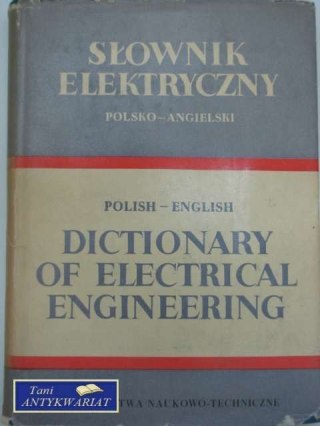 SŁOWNIK
ELEKTRYCZNY
POLSKO–ANGIELSKI
POLISH – ENGLISH
DICTIONARY
OF ELECTRICAL
ENGINEERING
TWA NAUKOWO-TECHNICZNE
Tani
ANTYKWARIAT